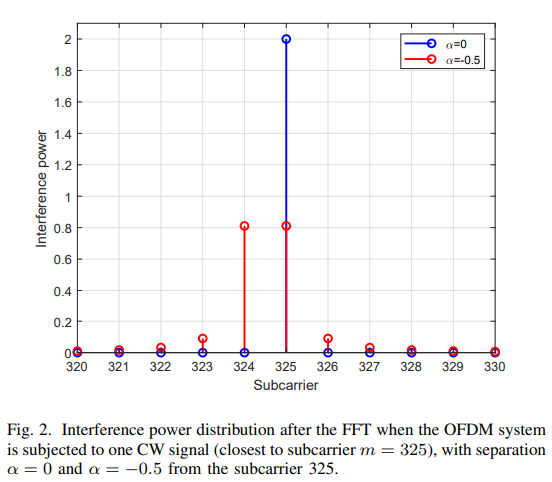 2
1.8
1.6
1.4
1.2
1
0.8
0.6
0.4
0.2
0
Interference power
α=0
α=-0.5
320 321 322 323 324 325 326 327 328 329 330
Subcarrier
Fig. 2. Interference power distribution after the FFT when the OFDM system
is subjected to one CW signal (closest to subcarrier m = 325), with separation
α = 0 and α = −0.5 from the subcarrier 325.